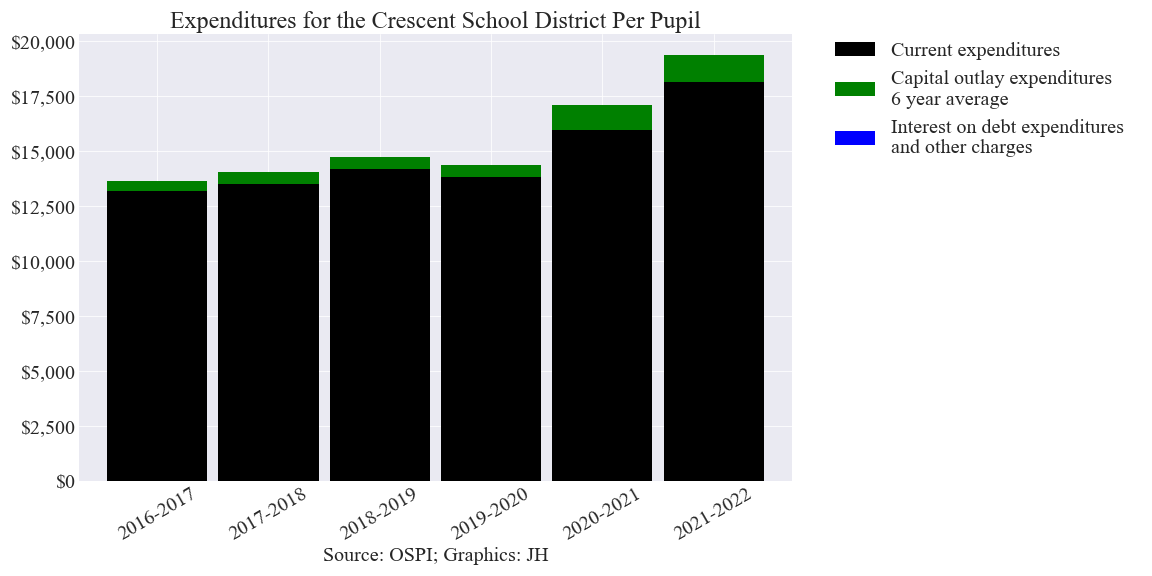 Expenditures for the Crescent School District Per Pupil
$20,000
$17,500
$15,000
$12,500
$10,000
$7,500
$5,000
$2,500
$0
2016-2017
2017-2018
2018-2019
2019-2020
2020-2021
2021-2022
Source: OSPI; Graphics: JH
Current expenditures
Capital outlay expenditures
6 year average
Interest on debt expenditures
and other charges